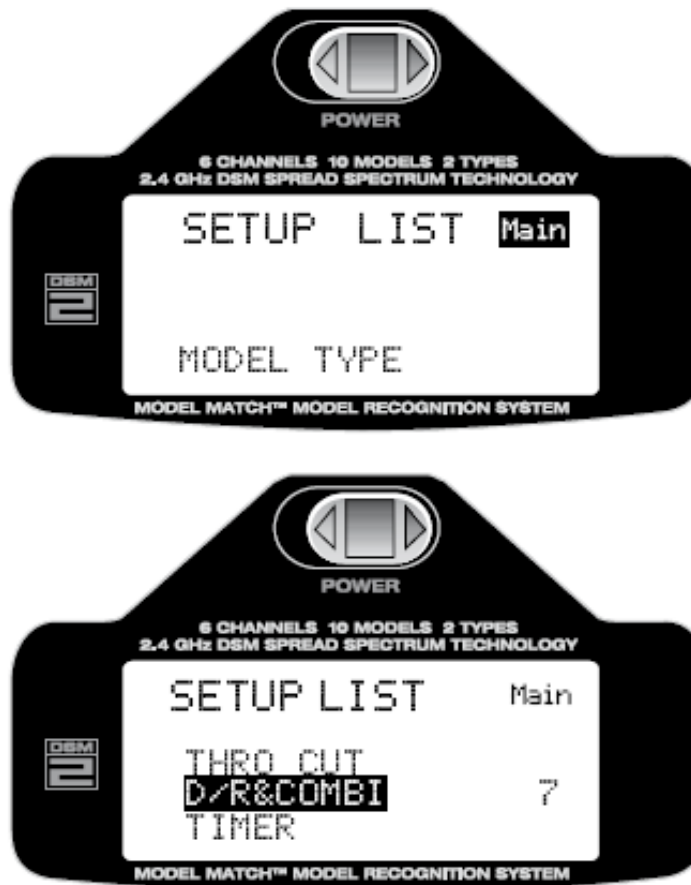 POWER
6 CHANNELS 10 MODELS 2 TYPES
2.4 GHz DSM SPREAD SPECTRUM TECHNOLOGY
SETUP LIST Main
DSM
2
MODEL TYPE
MODEL MATCH™ MODEL RECOGNITION SYSTEM
POWER
6 CHANNELS 10 MODELS 2 TYPES
2.4 GHz DSM SPREAD SPECTRUM TECHNOLOGY
SETUP LIST Main
THRO CUT
DSM
2
D/R&COMBI 7
TIMER
MODEL MATCH™ MODEL RECOGNITION SYSTEM